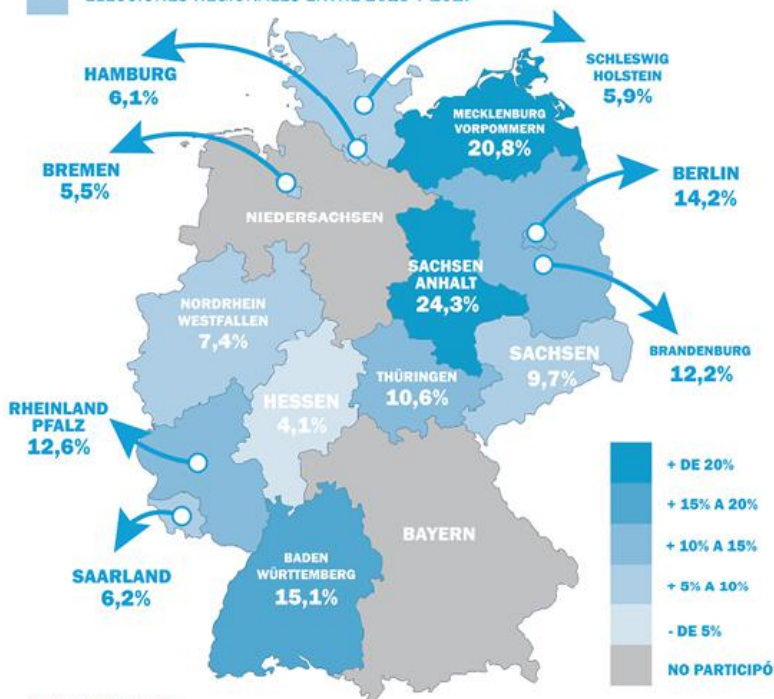 HAMBURG
6,1%
SCHLESWIG
HOLSTEIN
5,9%
MECKLENBURG
VORPOMMERN
20,8%
BREMEN
5,5%
BERLIN
14,2%
NIEDERSACHSEN
SACHSEN
ANHALT
24,3%
NORDRHEIN
WESTFALLEN
7,4%
SACHSEN
9,7%
BRANDENBURG
12,2%
THÜRINGEN
10,6%
HESSEN
4,1%
RHEINLAND
PFALZ
12,6%
SAARLAND
6,2%
BADEN
WÜRTTEMBERG
15,1%
BAYERN
+ DE 20%
+ 15% A 20%
+ 10% A 15%
+ 5% A 10%
- DE 5%
NO PARTICIPÓ